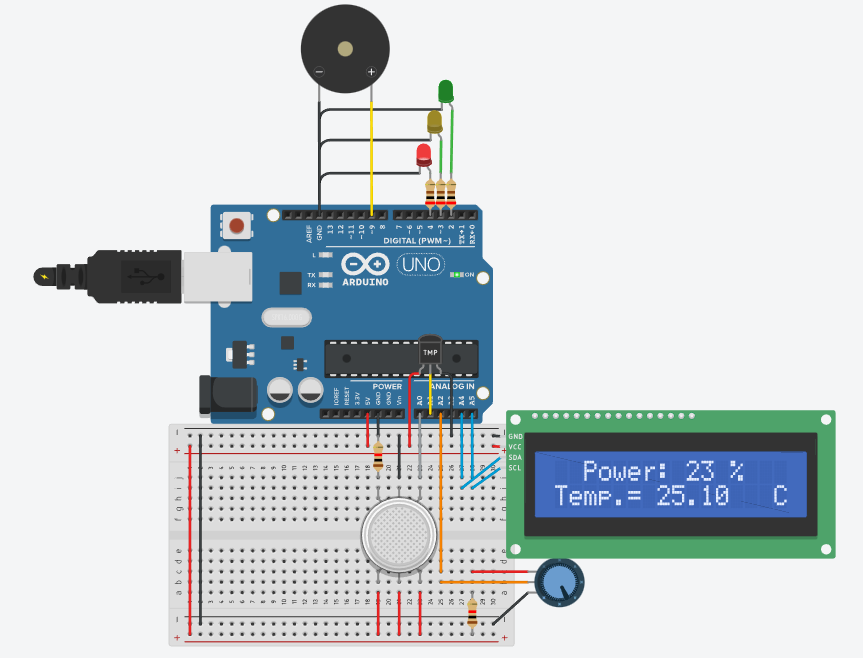 AREF
GND
13
12
~11
~10
~9
8
7
~6
~5
4
~3
2
TX→1
RX←0
DIGITAL (PWM~)
L
TX
RX
ARDUINO
UNO
ON
TMP
POWER
ANALOG IN
IOREF
RESET
3.3V
5V
GND
GND
Vin
A0
A2
A4
A5
GND
VCC
SDA
SCL
Power: 23 %
Temp.= 25.10 C